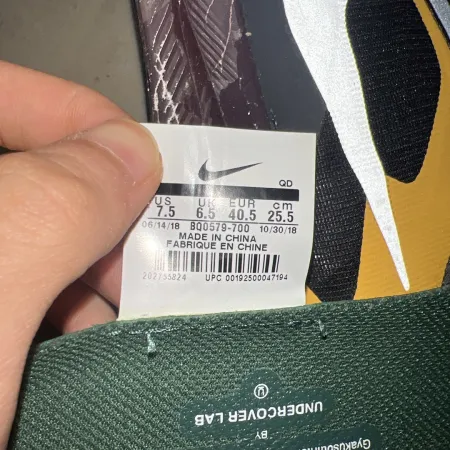 QD
US UK EUR cm
7.5 6.5 40.5 25.5
06/14/18 BQ0579-700 10/30/18
MADE IN CHINA
FABRIQUE EN CHINE
UPC 00192500047194
UNDERCOVER LAB
BY